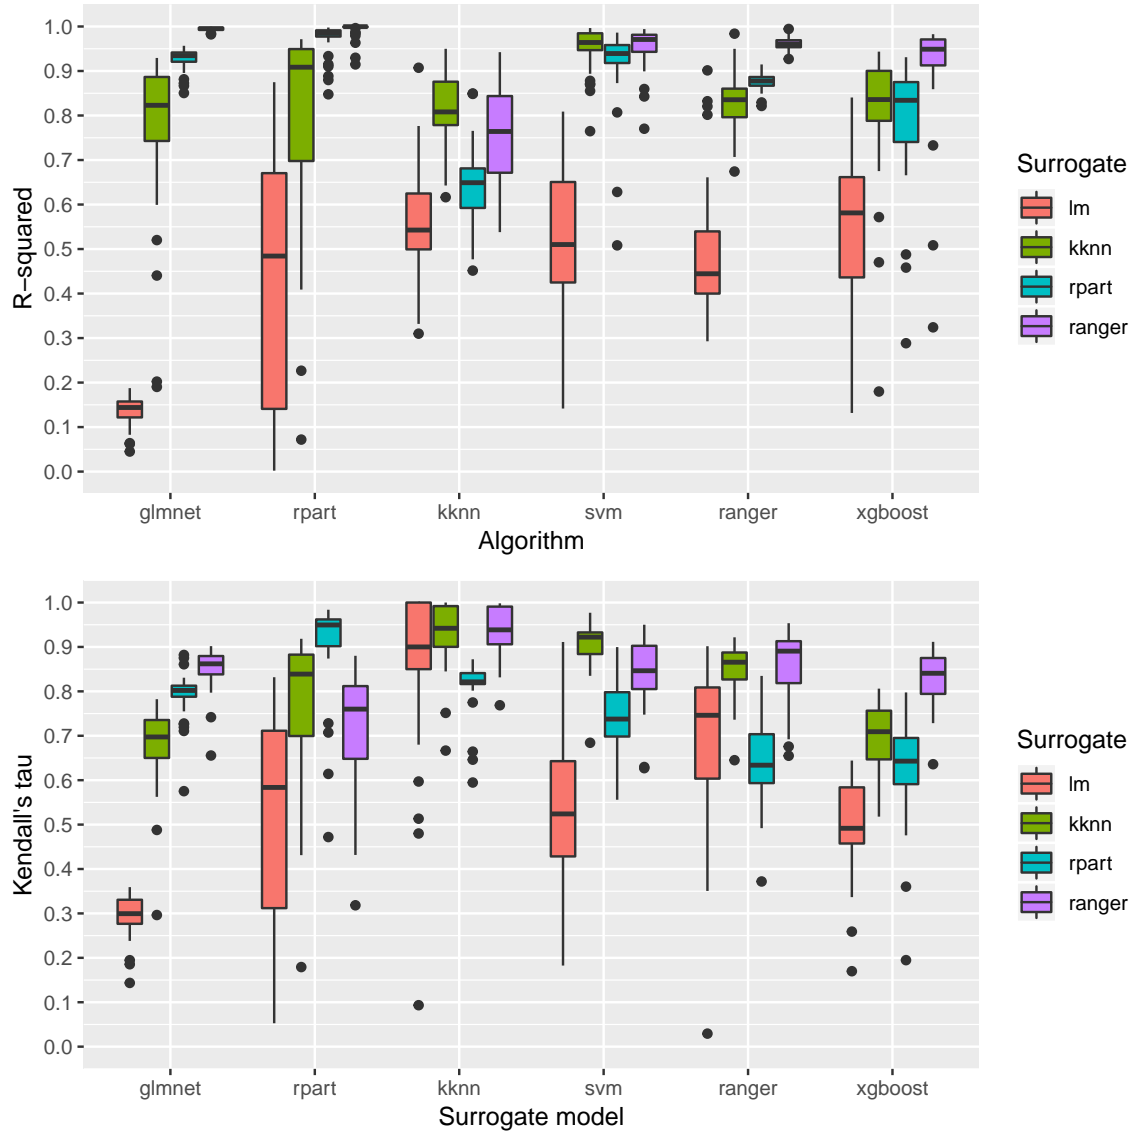 R−squared
1.0
0.9
0.8
0.7
0.6
0.5
0.4
0.3
0.2
0.1
0.0
glmnet rpart kknn svm ranger xgboost
Algorithm
Surrogate
lm
kknn
rpart
ranger
Kendall's tau
1.0
0.9
0.8
0.7
0.6
0.5
0.4
0.3
0.2
0.1
0.0
glmnet rpart kknn svm ranger xgboost
Surrogate model
Surrogate
lm
kknn
rpart
ranger